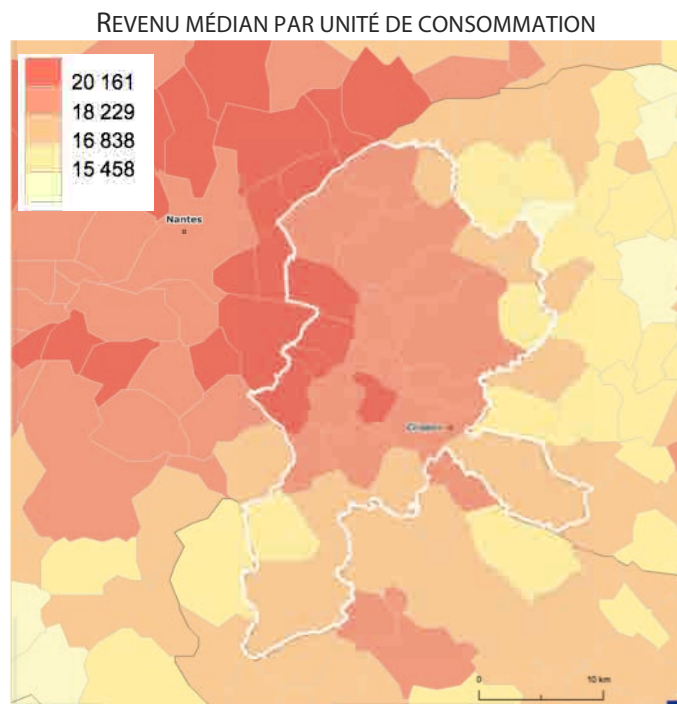 REVENU MÉDIAN PAR UNITÉ DE CONSOMMATION
20 161
18 229
16 838
15 458
Nantes
0 10 km